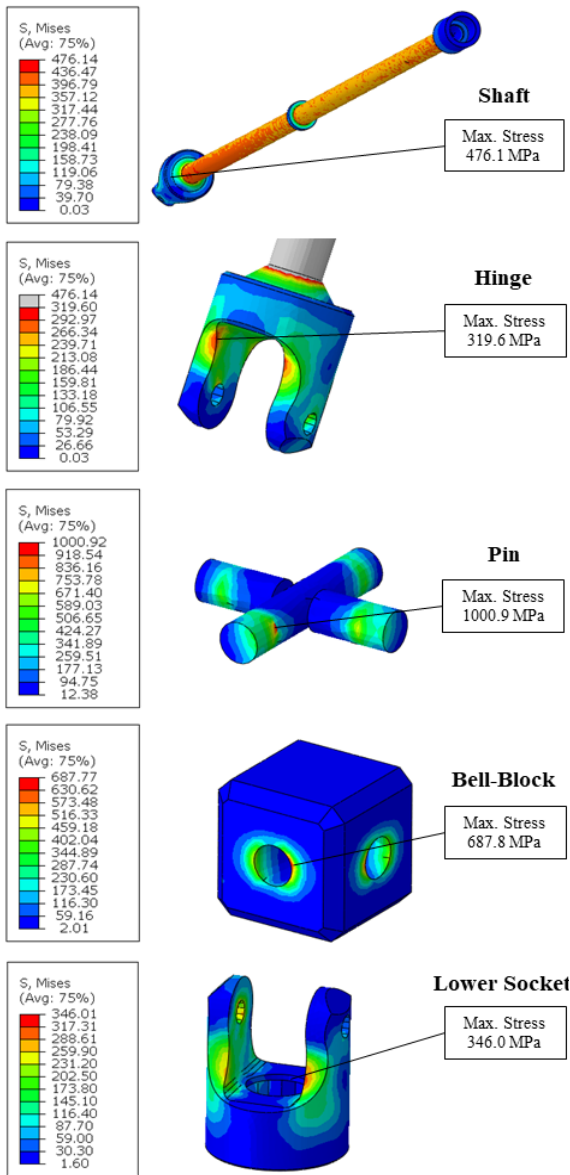 S, Mises
(Avg: 75%)
476.14
436.47
396.79
357.12
317.44
277.76
238.09
198.41
158.73
119.06
79.38
39.70
0.03
Shaft
Max. Stress
476.1 MPa
S, Mises
(Avg: 75%)
476.14
319.60
292.97
266.34
239.71
213.08
186.44
159.81
133.18
106.55
79.92
53.29
26.66
0.03
Hinge
Max. Stress
319.6 MPa
S, Mises
(Avg: 75%)
1000.92
918.54
836.16
753.78
671.40
589.03
506.65
424.27
341.89
259.51
177.13
94.75
12.38
Pin
Max. Stress
1000.9 MPa
S, Mises
(Avg: 75%)
687.77
630.62
573.48
516.33
459.18
402.04
344.89
287.74
230.60
173.45
116.30
59.16
2.01
Bell-Block
Max. Stress
687.8 MPa
S, Mises
(Avg: 75%)
346.01
317.31
288.61
259.90
231.20
202.50
173.80
145.10
116.40
87.70
59.00
30.30
1.60
Lower Socket
Max. Stress
346.0 MPa